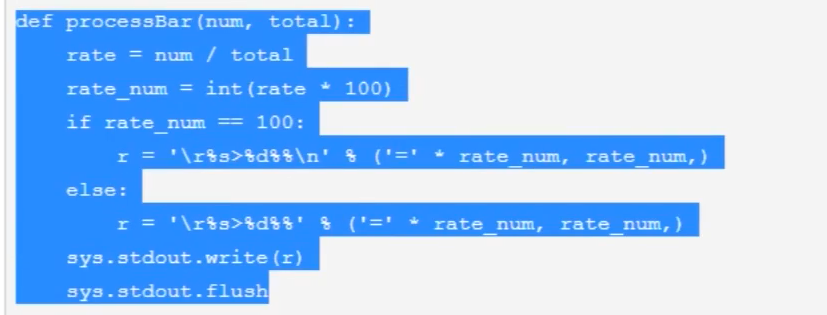 def processBar(num, total):
    rate = num / total
    rate_num = int(rate * 100)
    if rate_num == 100:
        r = '\r%s>%d%%\n' % ('=' * rate_num, rate_num,)
    else:
        r = '\r%s>%d%%' % ('=' * rate_num, rate_num,)
    sys.stdout.write(r)
    sys.stdout.flush